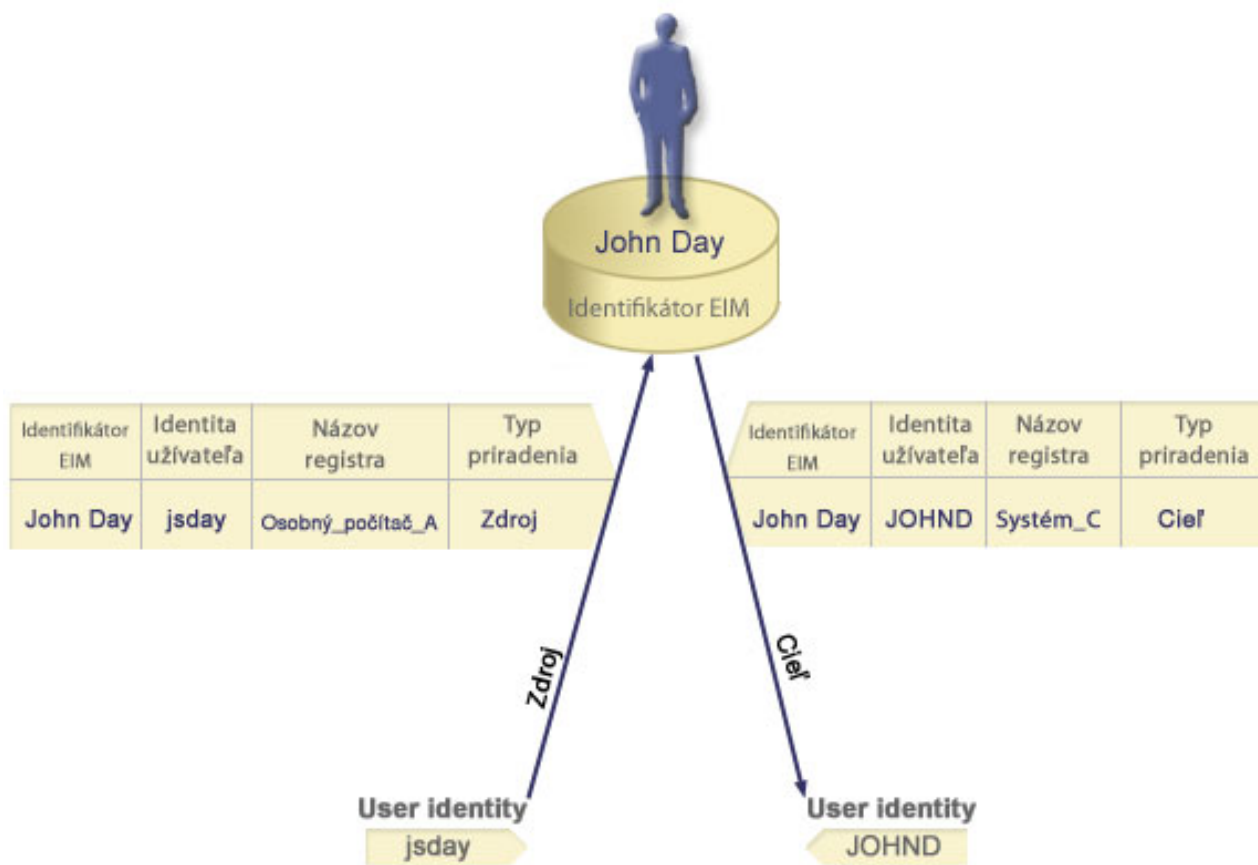 John Day
Identifikátor EIM
Identifikátor EIM
Identita užívateľa
Názov registra
Typ priradenia
John Day
jsday
Osobný_počítač_A
Zdroj
Identifikátor EIM
Identita užívateľa
Názov registra
Typ priradenia
John Day
JOHND
Systém_C
Cieľ
Zdroj
Cieľ
User identity
jsday
User identity
JOHND